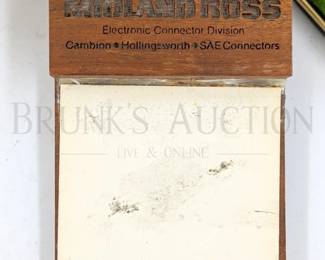 MIDLAND ROSS
Electronic Connector Division
Cambion • Hollingsworth • SAE Connectors
BRUNK'S AUCTION
LIVE & ONLINE